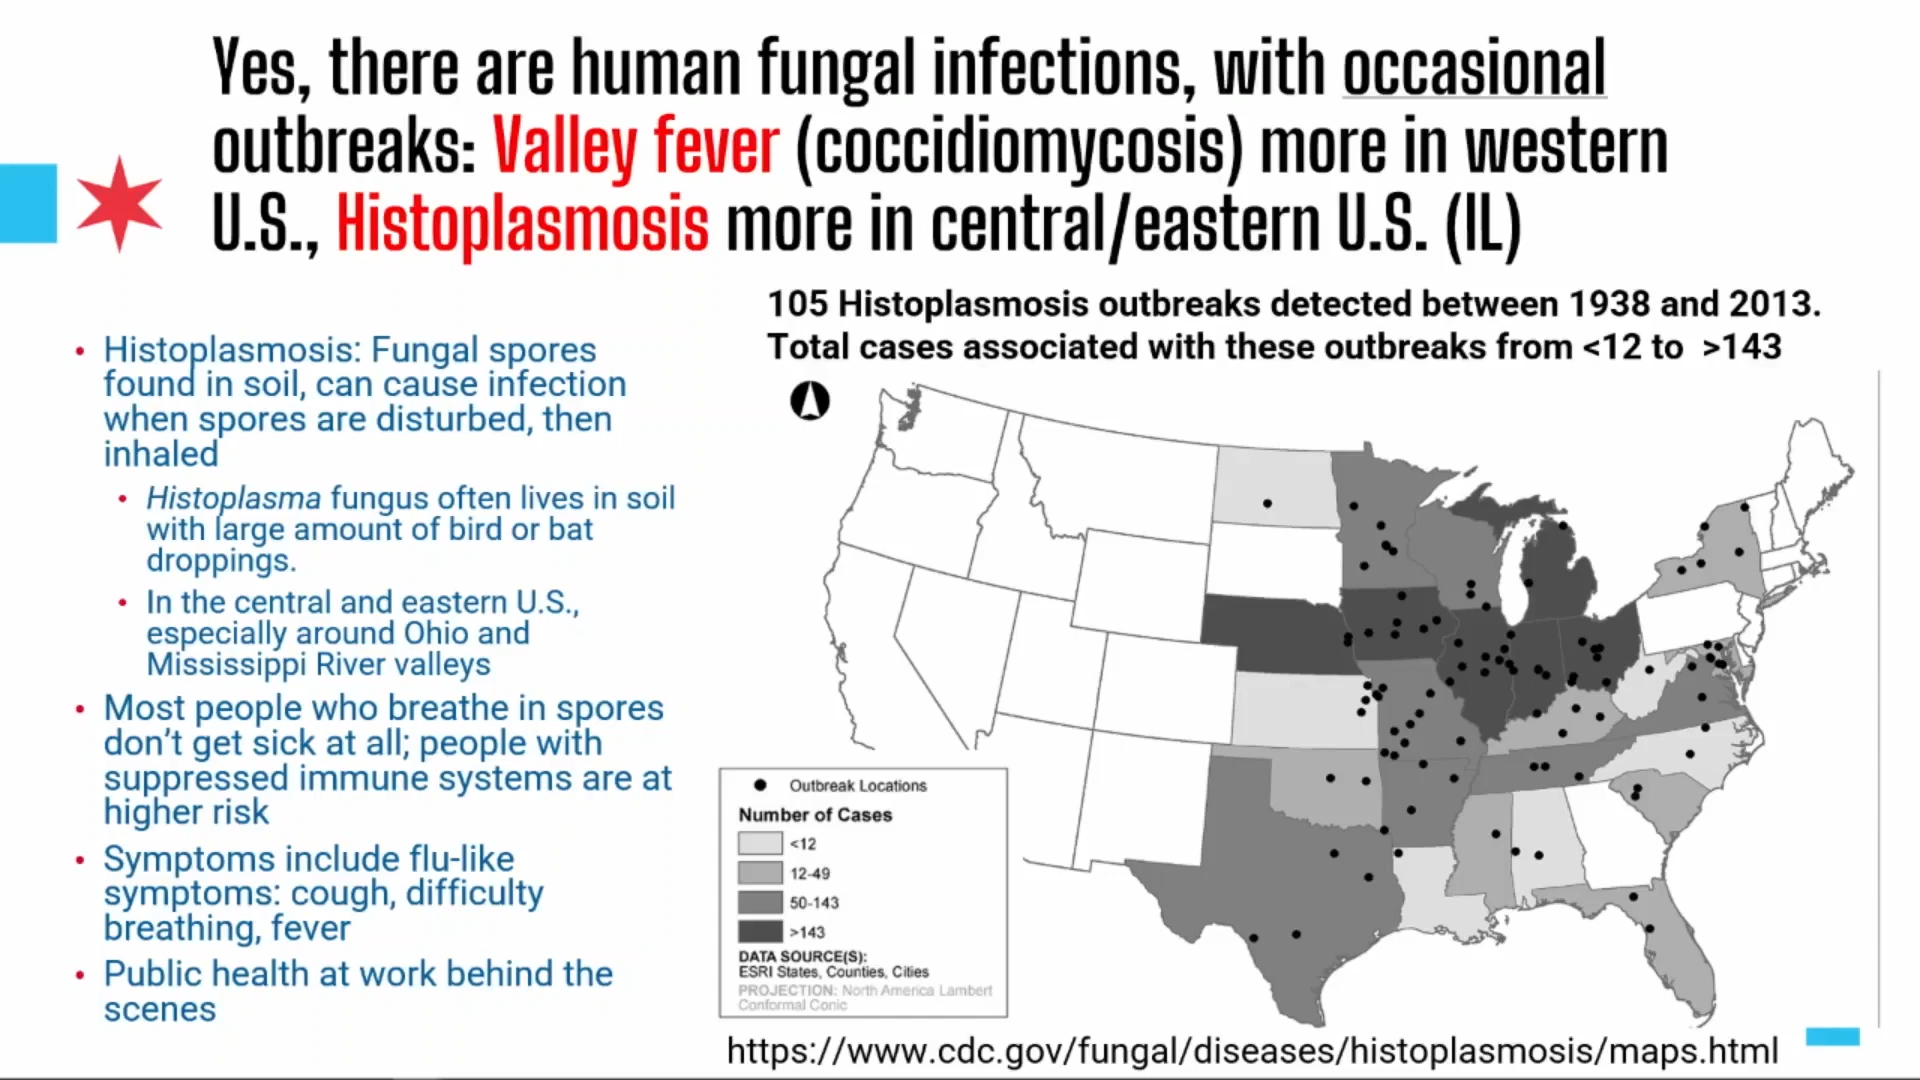 Yes, there are human fungal infections, with occasional
outbreaks: Valley fever (coccidiomycosis) more in western
U.S., Histoplasmosis more in central/eastern U.S. (IL)
• Histoplasmosis: Fungal spores
found in soil, can cause infection
when spores are disturbed, then
inhaled
• Histoplasma fungus often lives in soil
with large amount of bird or bat
droppings.
• In the central and eastern U.S.,
especially around Ohio and
Mississippi River valleys
• Most people who breathe in spores
don't get sick at all; people with
suppressed immune systems are at
higher risk
• Symptoms include flu-like
symptoms: cough, difficulty
breathing, fever
• Public health at work behind the
scenes
105 Histoplasmosis outbreaks detected between 1938 and 2013.
Total cases associated with these outbreaks from <12 to >143
Outbreak Locations
Number of Cases
<12
12-49
50-143
>143
DATA SOURCE(S):
ESRI States, Counties, Cities
PROJECTION: North America Lambert
Conformal Conic
https://www.cdc.gov/fungal/diseases/histoplasmosis/maps.html